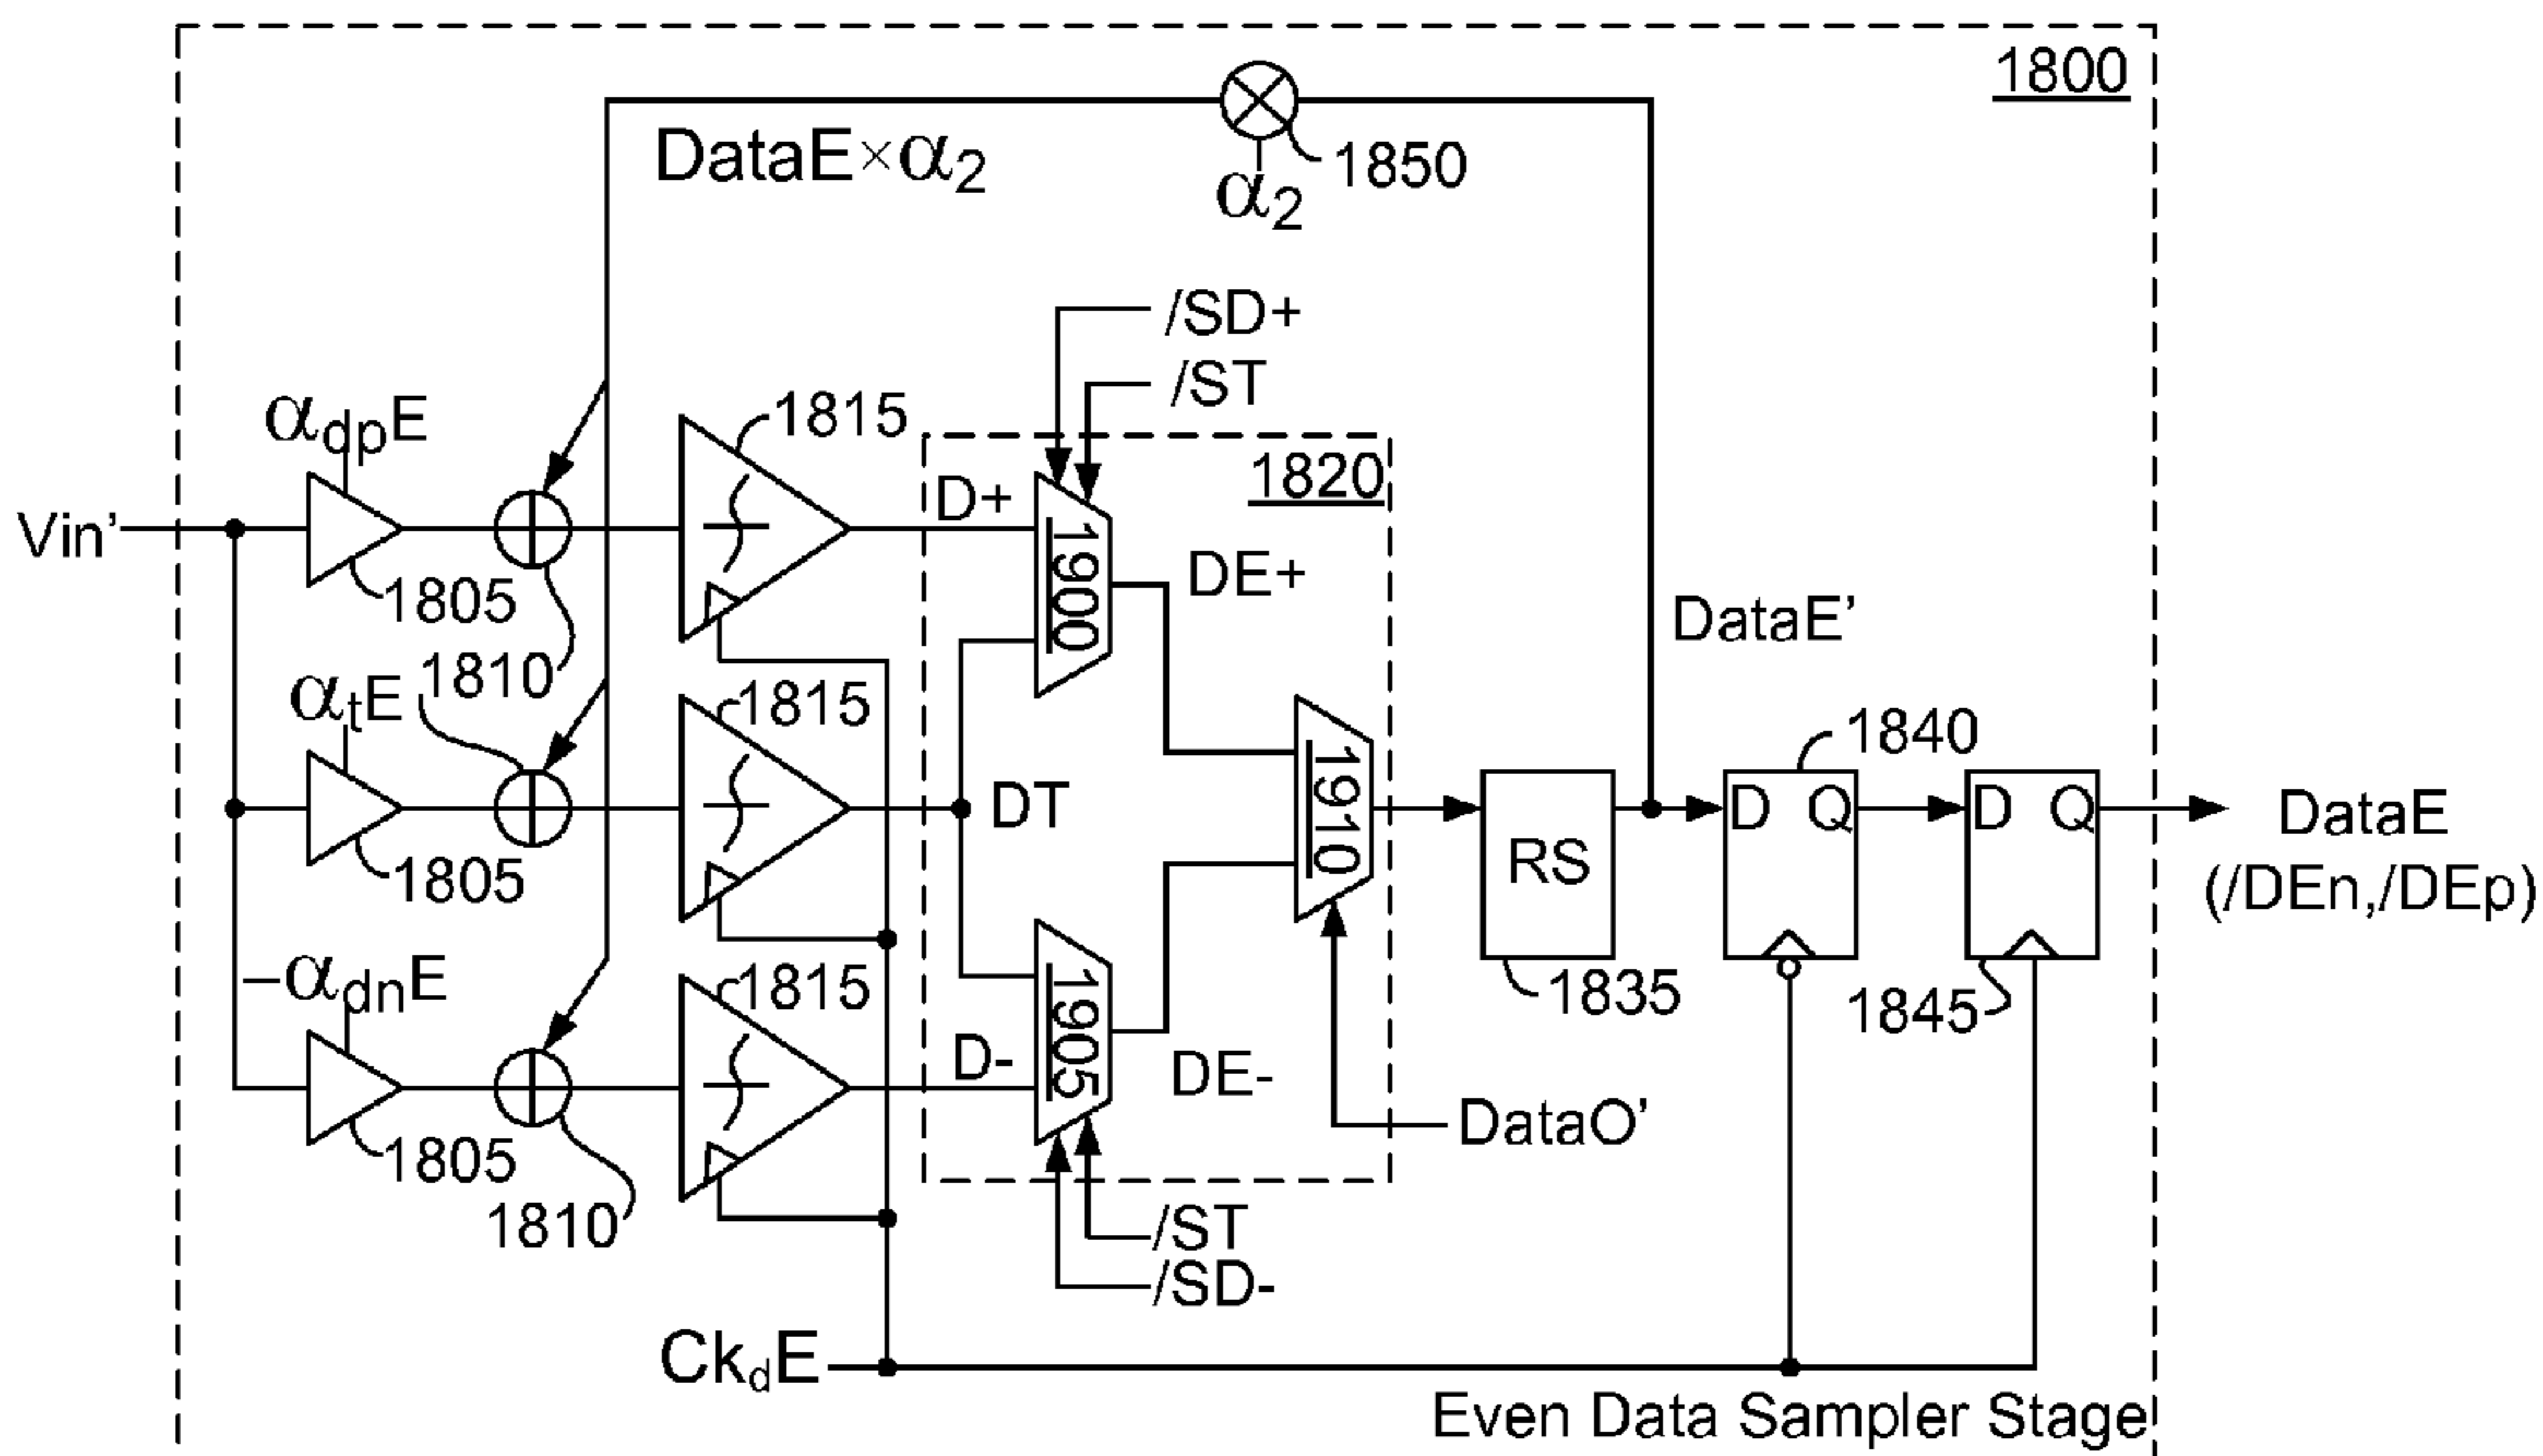 1800
DataE×α2
α2
1850
/SD+
/ST
αdpE
1815
1820
D+
Vin’
1900
DE+
1805
1810
DataE’
αtE
1815
1840
DT
1910
RS
D Q
D Q
DataE
(/DEn,/DEp)
1805
–αdnE
1815
1835
1845
D-
1905
DE-
DataO’
1805
1810
/ST
/SD-
CkdE
Even Data Sampler Stage